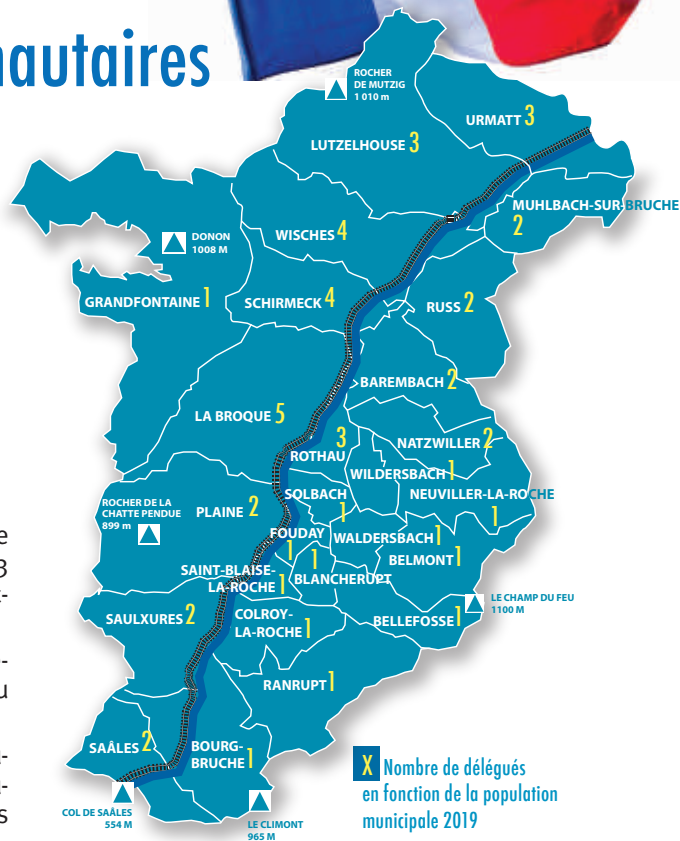 nautaires
ROCHER
DE MUTZIG
1 010 m
URMATT 3
LUTZELHOUSE 3
MUHLBACH-SUR-BRUCHE
2
WISCHES 4
DONON
1008 M
GRANDFONTAINE 1
SCHIRMECK 4
RUSS 2
BAREMBACH 2
LA BROQUE 5
3
ROTHAU
NATZWILLER 2
WILDERSBACH 1
NEUVILLER-LA-ROCHE
1
SOLBACH
1
ROCHER DE LA
CHATTE PENDUE
899 m
PLAINE 2
FOUDAY
1
WALDERSBACH 1
BELMONT 1
1
BLANCHERUPT
SAINT-BLAISE-
LA-ROCHE 1
LE CHAMP DU FEU
1100 M
SAULXURES 2
COLROY-
LA-ROCHE 1
BELLEFOSSE 1
RANRUPT 1
SAÂLES 2
BOURG-
BRUCHE 1
COL DE SAÂLES
554 M
LE CLIMONT
965 M
X Nombre de délégués
en fonction de la population
municipale 2019
e
3
-
-
u
-
-
s